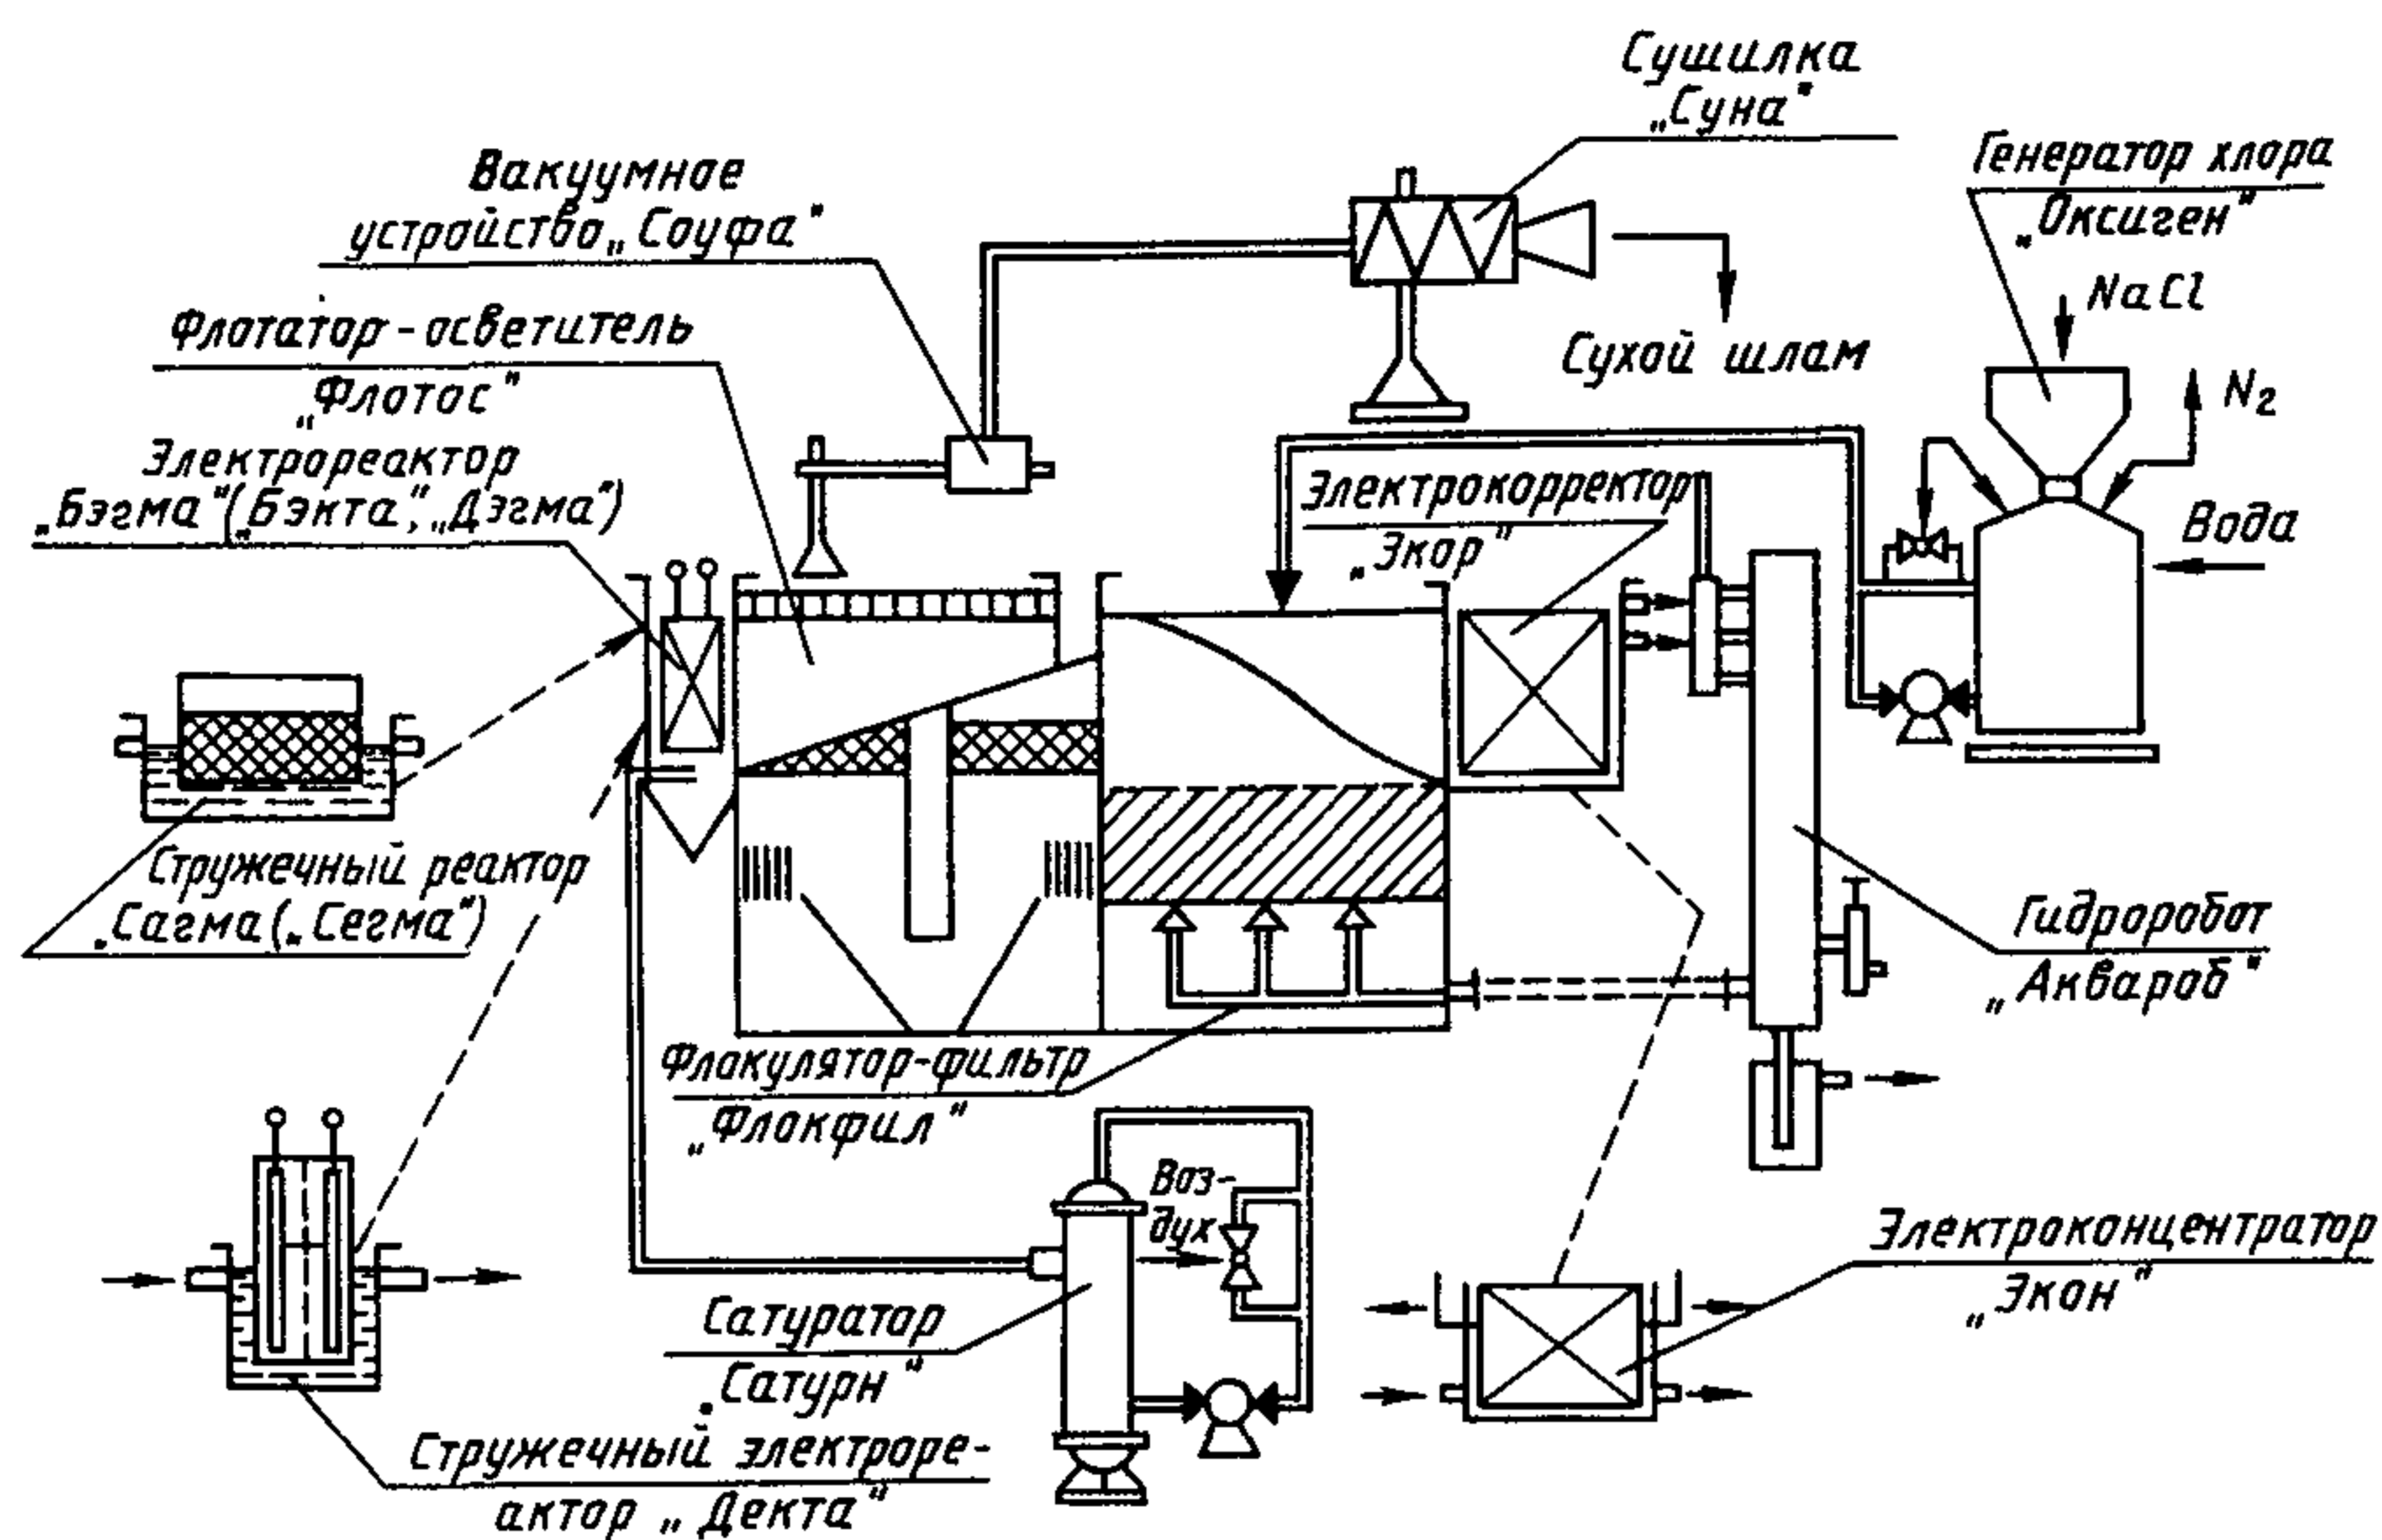 Сушилка
„Суна“
Генератор хлора
„Оксиген“
NaCl
N2
Вода
Вакуумное
устройство „Соуфа“
Флотатор-осветитель
„Флотос“
Сухой шлам
Электрореактор
„Бэгма“ („Бэкта“, „Дэгма“)
Электрокорректор
„Экор“
Стружечный реактор
„Сагма („Сегма“)
Гидроробот
„Аквароб“
Флакулятор-фильтр
„Флокфил“
Воз-
дух
Электроконцентратор
„Экон“
Сатуратор
„Сатурн“
Стружечный электроре-
актор „Декта“